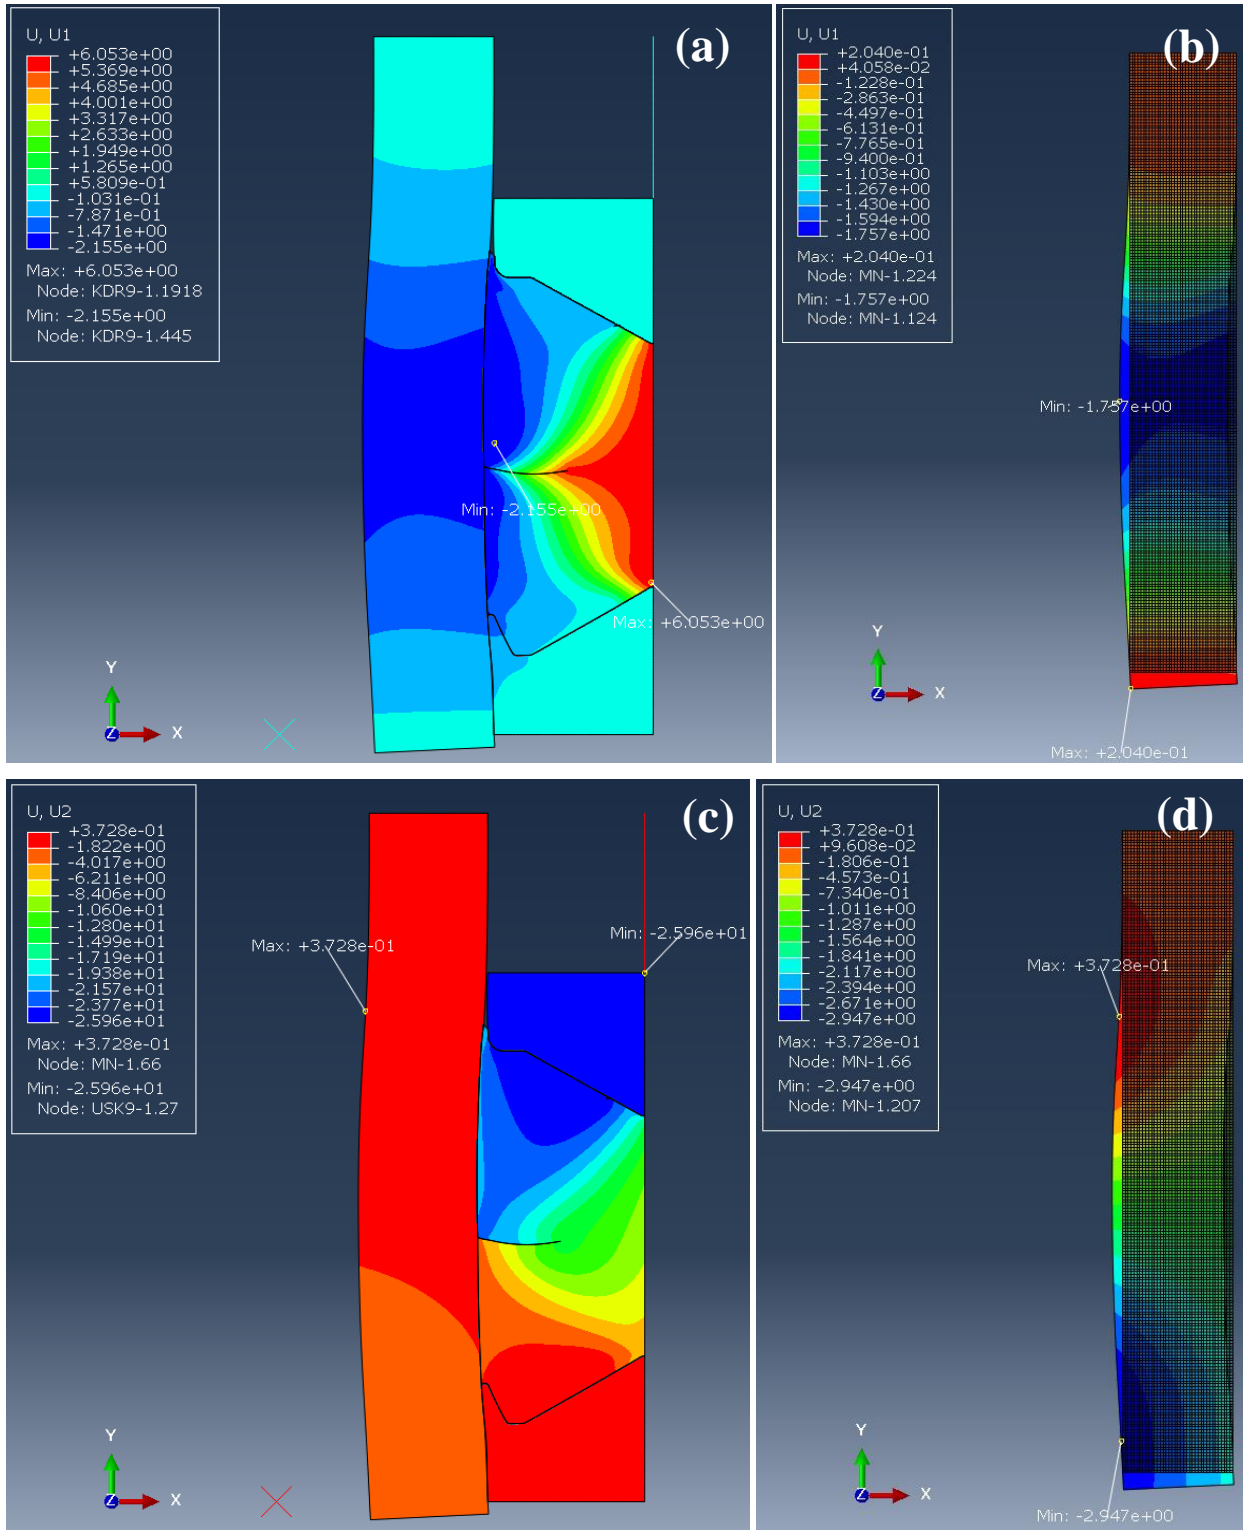 U, U1
+6.053e+00
+5.369e+00
+4.685e+00
+4.001e+00
+3.317e+00
+2.633e+00
+1.949e+00
+1.265e+00
+5.809e-01
-1.031e-01
-7.871e-01
-1.471e+00
-2.155e+00
Max: +6.053e+00
Node: KDR9-1.1918
Min: -2.155e+00
Node: KDR9-1.445
(a)
Min: -2.155e+00
Max: +6.053e+00
Y
Z
X
U, U1
+2.040e-01
+4.058e-02
-1.228e-01
-2.863e-01
-4.497e-01
-6.131e-01
-7.765e-01
-9.400e-01
-1.103e+00
-1.267e+00
-1.430e+00
-1.594e+00
-1.757e+00
Max: +2.040e-01
Node: MN-1.224
Min: -1.757e+00
Node: MN-1.124
(b)
Min: -1.757e+00
Y
Z
X
Max: +2.040e-01
U, U2
+3.728e-01
-1.822e+00
-4.017e+00
-6.211e+00
-8.406e+00
-1.060e+01
-1.280e+01
-1.499e+01
-1.719e+01
-1.938e+01
-2.157e+01
-2.377e+01
-2.596e+01
Max: +3.728e-01
Node: MN-1.66
Min: -2.596e+01
Node: USK9-1.27
(c)
Max: +3.728e-01
Min: -2.596e+01
Y
Z
X
U, U2
+3.728e-01
+9.608e-02
-1.806e-01
-4.573e-01
-7.340e-01
-1.011e+00
-1.287e+00
-1.564e+00
-1.841e+00
-2.117e+00
-2.394e+00
-2.671e+00
-2.947e+00
Max: +3.728e-01
Node: MN-1.66
Min: -2.947e+00
Node: MN-1.207
(d)
Max: +3.728e-01
Y
Z
X
Min: -2.947e+00